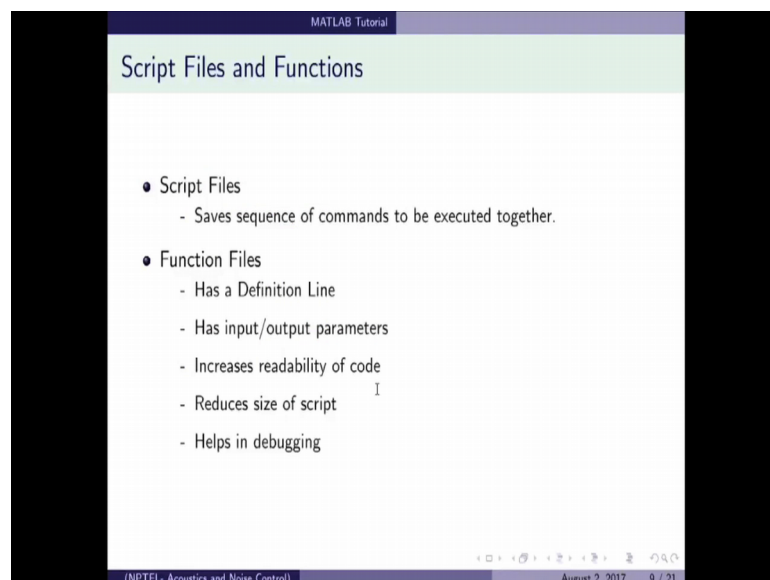 MATLAB Tutorial
Script Files and Functions
Script Files
- Saves sequence of commands to be executed together.
Function Files
- Has a Definition Line
- Has input/output parameters
- Increases readability of code
- Reduces size of script
- Helps in debugging
(NPTEL- Acoustics and Noise Control) August 2, 2017 9 / 21